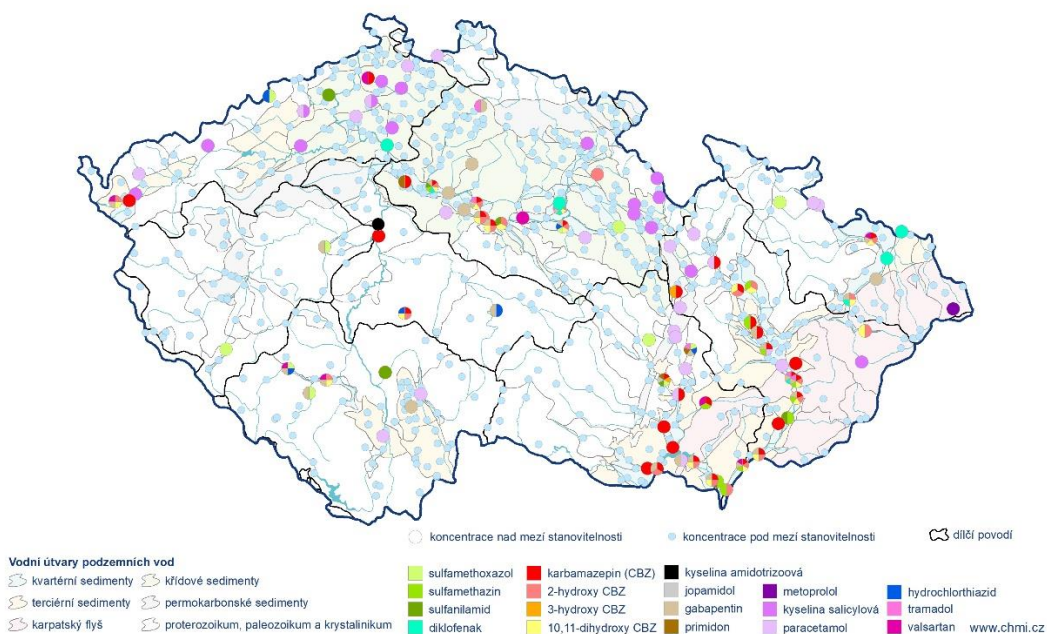 koncentrace nad mezí stanovitelnosti
koncentrace pod mezí stanovitelnosti
dílčí povodí
Vodní útvary podzemních vod
kvartérní sedimenty
křídové sedimenty
terciérní sedimenty
permokarbonské sedimenty
karpatský flyš
proterozoikum, paleozoikum a krystalinikum
sulfamethoxazol
karbamazepin (CBZ)
kyselina amidotrizoová
sulfamethazin
2-hydroxy CBZ
jopamidol
metoprolol
hydrochlorthiazid
sulfanilamid
3-hydroxy CBZ
gabapentin
kyselina salicylová
tramadol
diklofenak
10,11-dihydroxy CBZ
primidon
paracetamol
valsartan
www.chmi.cz